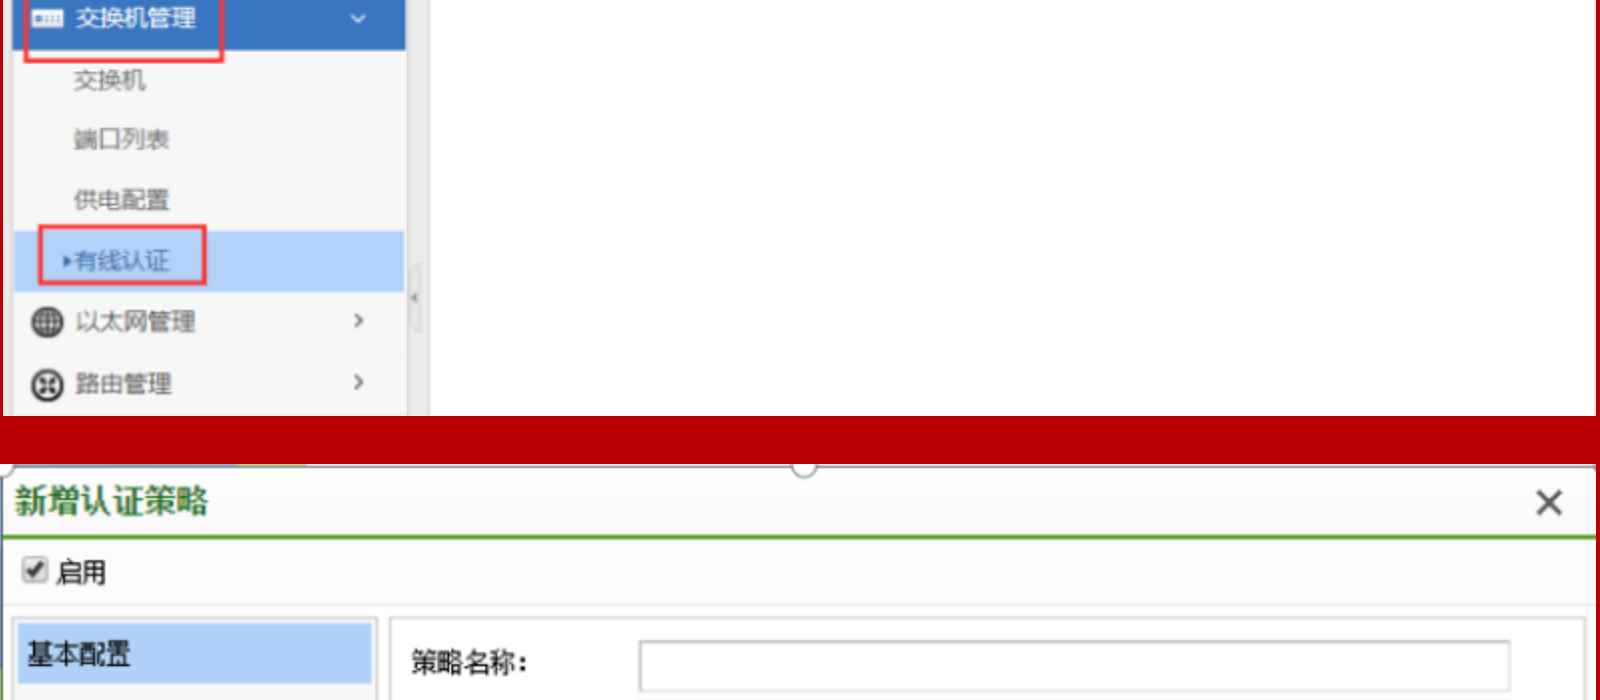 交换机管理
交换机
端口列表
供电配置
有线认证
以太网管理
路由管理
新增认证策略
启用
基本配置
策略名称：